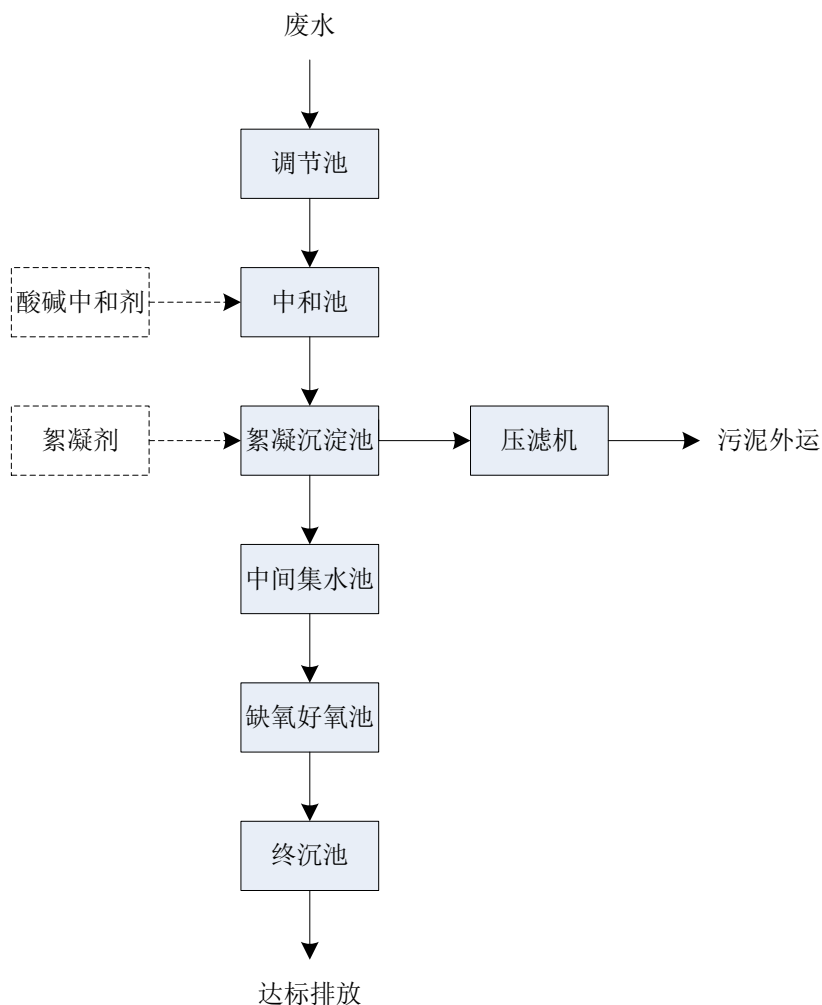 废水
调节池
酸碱中和剂
中和池
絮凝剂
絮凝沉淀池
压滤机
污泥外运
中间集水池
缺氧好氧池
终沉池
达标排放